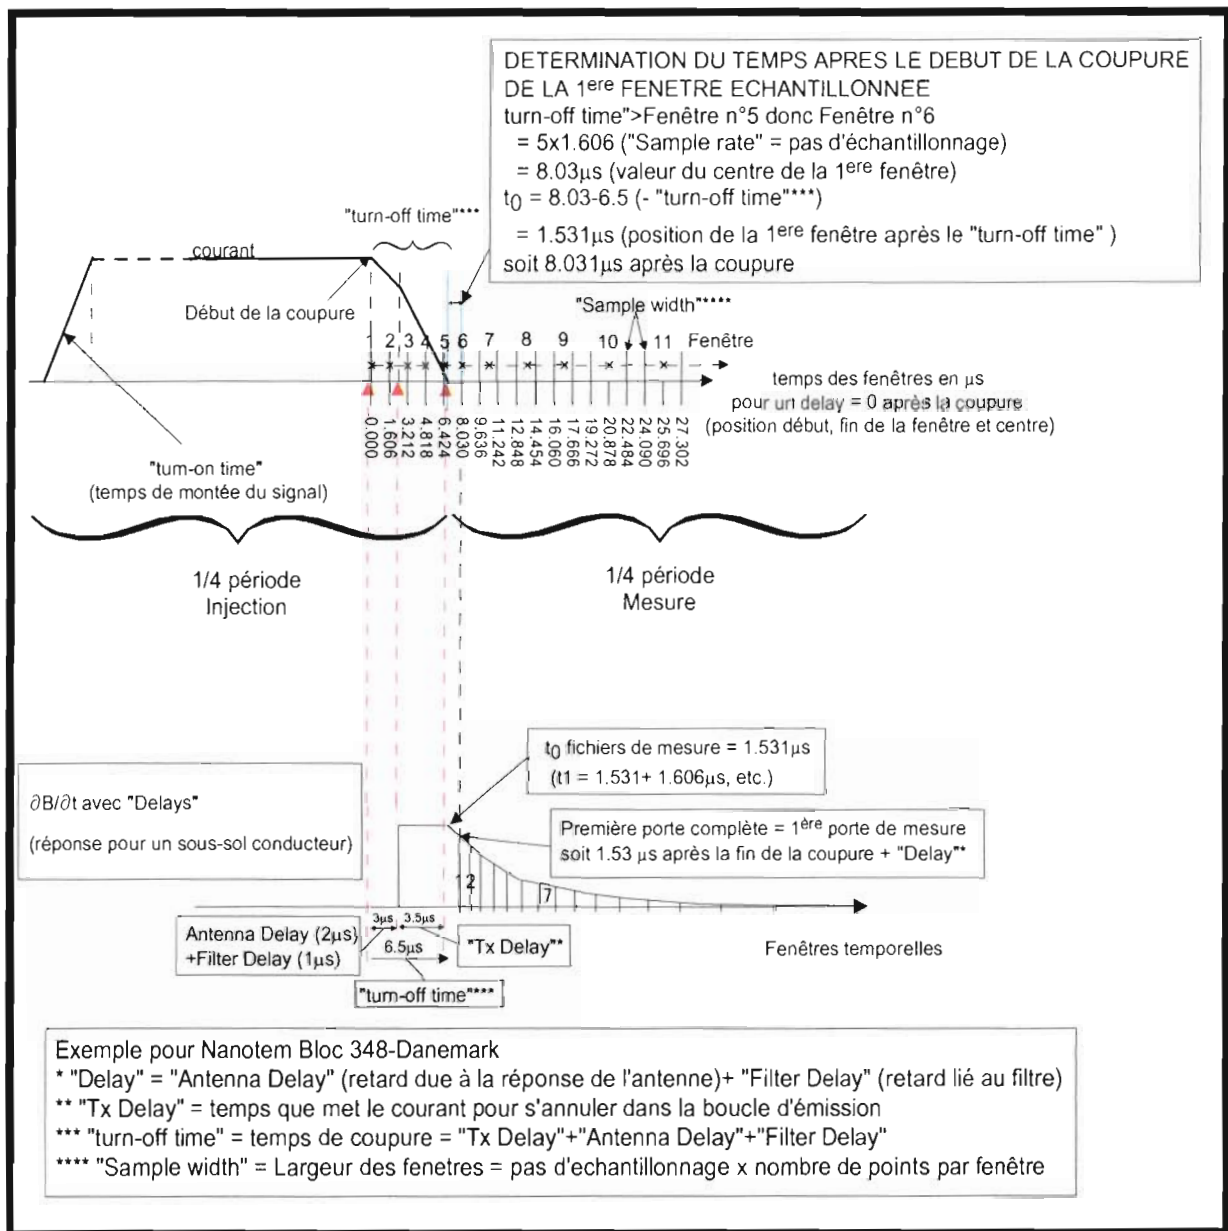 DETERMINATION DU TEMPS APRES LE DEBUT DE LA COUPURE
DE LA 1ere FENETRE ECHANTILLONNEE
turn-off time">Fenêtre n°5 donc Fenêtre n°6
= 5x1.606 ("Sample rate" = pas d'échantillonnage)
= 8.03µs (valeur du centre de la 1ere fenêtre)
t0 = 8.03-6.5 (- "turn-off time"***)
= 1.531µs (position de la 1ere fenêtre après le "turn-off time" )
soit 8.031µs après la coupure
"turn-off time"***
courant
Début de la coupure
"Sample width"****
1 2 3 4 5 6 7 8 9 10 11 Fenêtre
0.000
1.606
3.212
4.818
6.424
8.030
9.636
11.242
12.848
14.454
16.060
17.666
19.272
20.878
22.484
24.090
25.696
27.302
temps des fenêtres en µs
pour un delay = 0 après la coupure
(position début, fin de la fenêtre et centre)
"turn-on time"
(temps de montée du signal)
1/4 période
Injection
1/4 période
Mesure
t0 fichiers de mesure = 1.531µs
(t1 = 1.531+ 1.606µs, etc.)
∂B/∂t avec "Delays"
(réponse pour un sous-sol conducteur)
Première porte complète = 1ère porte de mesure
soit 1.53 µs après la fin de la coupure + "Delay"*
1 2
7
3µs 3.5µs
Antenna Delay (2µs)
+Filter Delay (1µs)
6.5µs
"Tx Delay"**
Fenêtres temporelles
"turn-off time"***
Exemple pour Nanotem Bloc 348-Danemark
* "Delay" = "Antenna Delay" (retard due à la réponse de l'antenne)+ "Filter Delay" (retard lié au filtre)
** "Tx Delay" = temps que met le courant pour s'annuler dans la boucle d'émission
*** "turn-off time" = temps de coupure = "Tx Delay"+"Antenna Delay"+"Filter Delay"
**** "Sample width" = Largeur des fenetres = pas d'echantillonnage x nombre de points par fenêtre